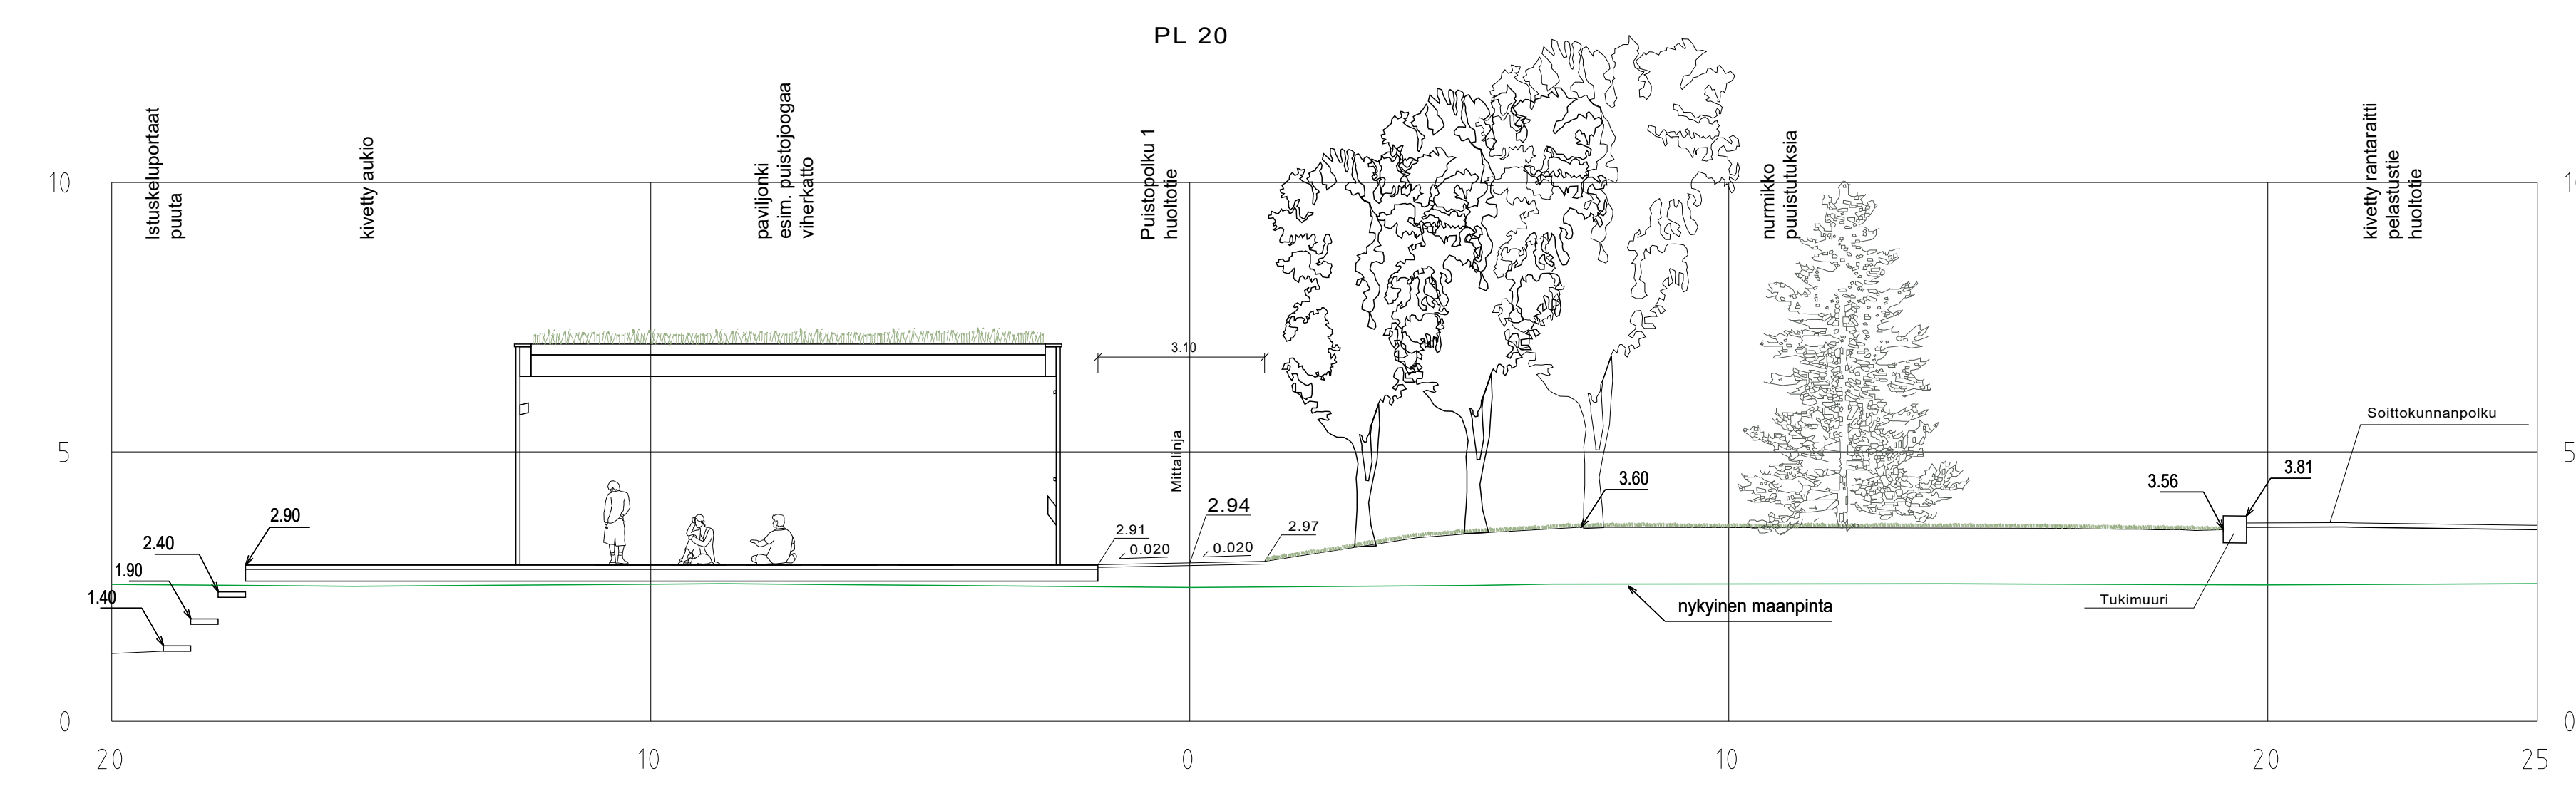 PL 20
Istuskeluportaat
puuta
kivetty aukio
paviljonki
esim. puistojoogaa
viherkatto
Puistopolku 1
huoltotie
nurmikko
puuistutuksia
kivetty rantaraitti
pelastustie
huoltotie
10
10
5
5
0
0
3.10
Mittalinja
Soittokunnanpolku
3.81
3.56
3.60
2.94
2.91
0.020
0.020
2.97
2.90
2.40
1.90
1.40
nykyinen maanpinta
Tukimuuri
20
10
0
10
20
25